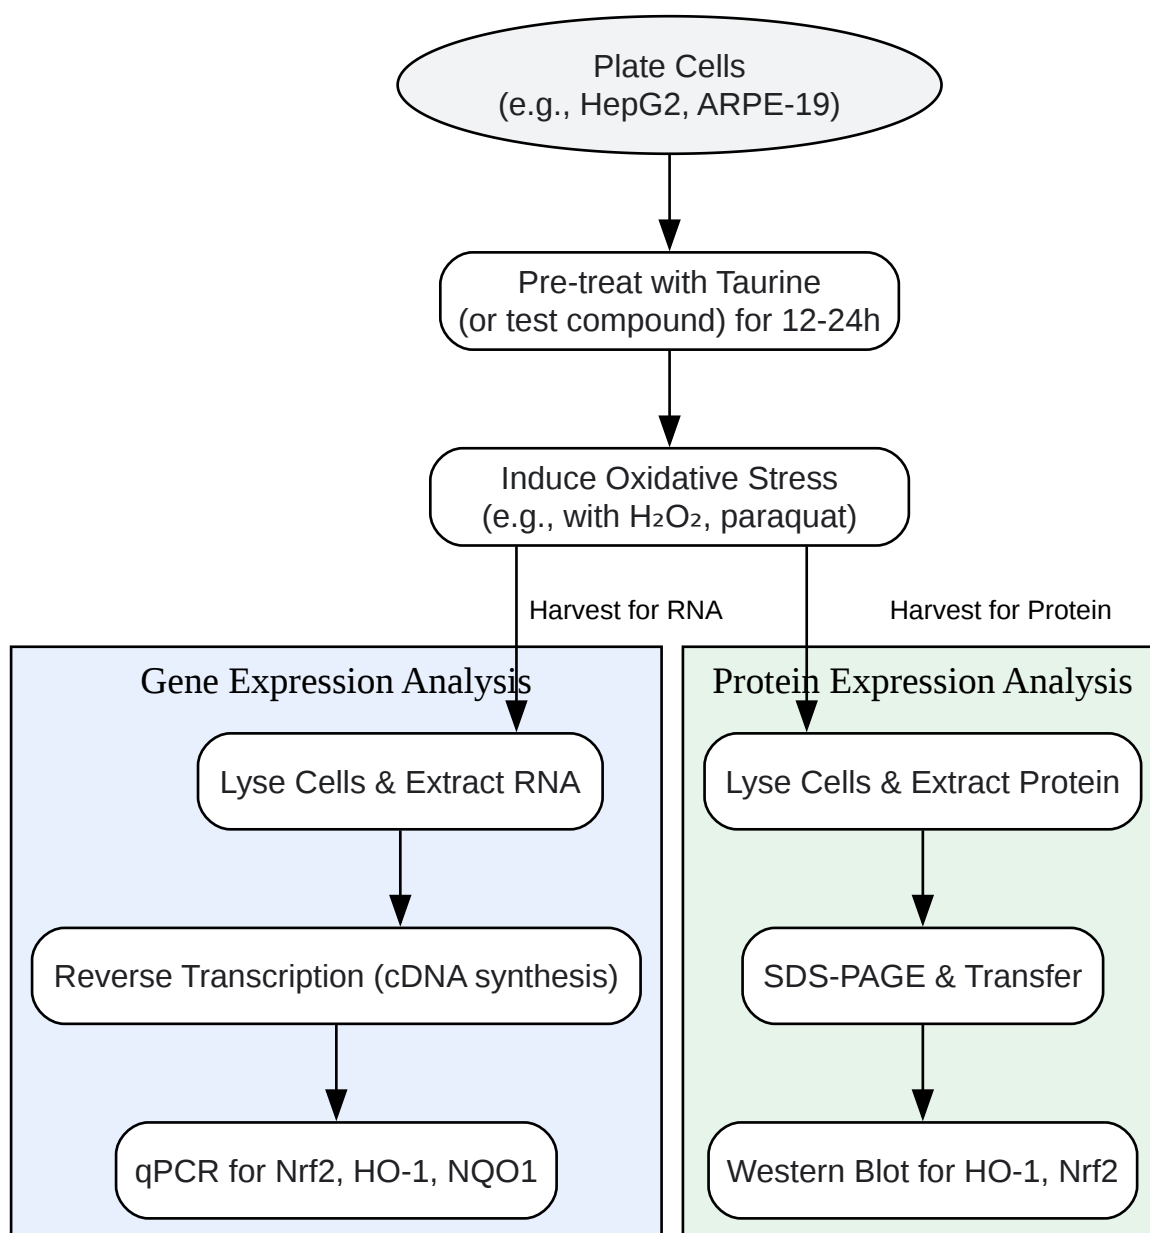 Plate Cells
(e.g., HepG2, ARPE-19)
Pre-treat with Taurine
(or test compound) for 12-24h
Induce Oxidative Stress
(e.g., with H₂O₂, paraquat)
Harvest for RNA
Harvest for Protein
Gene Expression Analysis
Lyse Cells & Extract RNA
Reverse Transcription (cDNA synthesis)
qPCR for Nrf2, HO-1, NQO1
Protein Expression Analysis
Lyse Cells & Extract Protein
SDS-PAGE & Transfer
Western Blot for HO-1, Nrf2